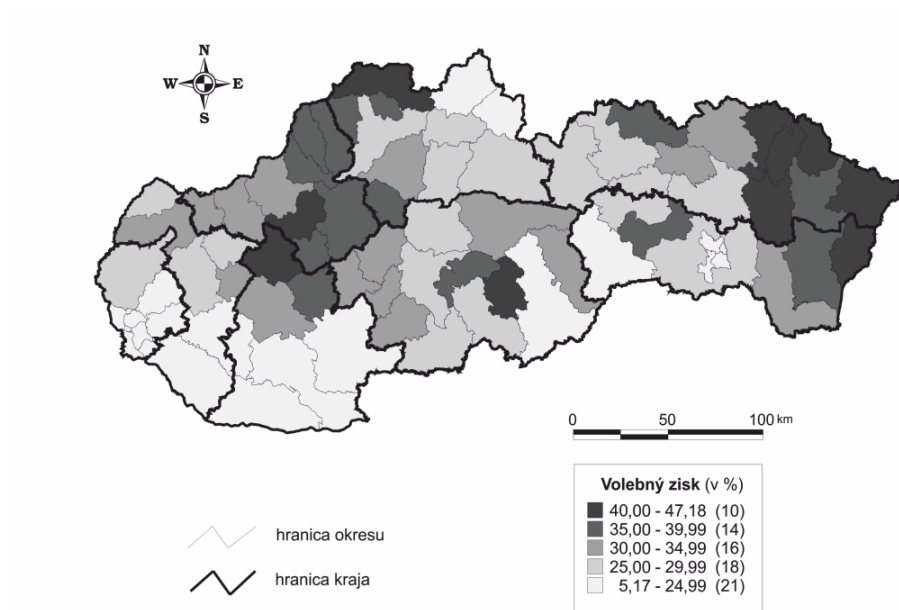 N
W E
S
0 50 100 km
Volebný zisk (v %)
40,00 - 47,18 (10)
35,00 - 39,99 (14)
30,00 - 34,99 (16)
25,00 - 29,99 (18)
5,17 - 24,99 (21)
hranica okresu
hranica kraja